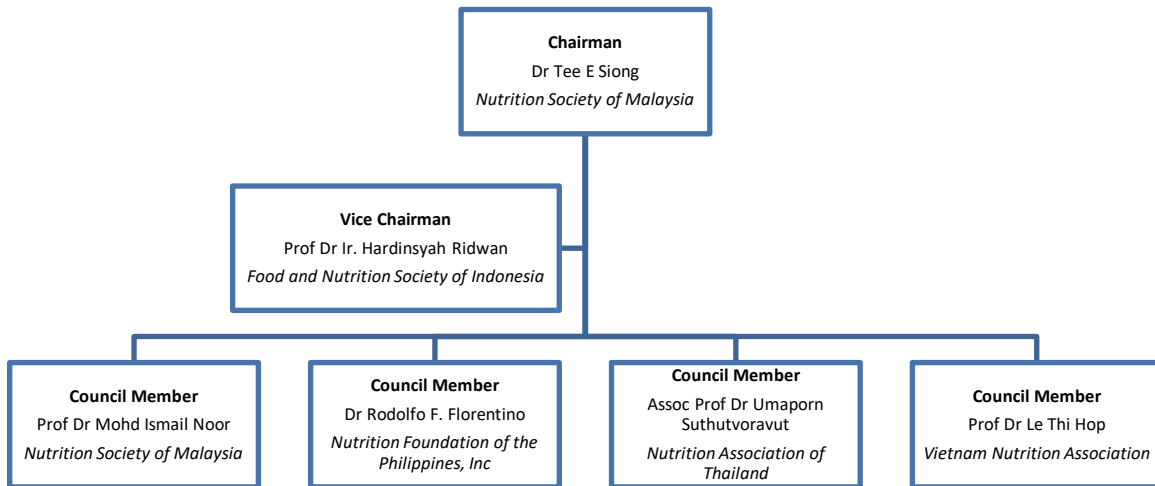 Chairman
Dr Tee E Siong
Nutrition Society of Malaysia
Vice Chairman
Prof Dr Ir. Hardinsyah Ridwan
Food and Nutrition Society of Indonesia
Council Member
Prof Dr Mohd Ismail Noor
Nutrition Society of Malaysia
Council Member
Dr Rodolfo F. Florentino
Nutrition Foundation of the
Philippines, Inc
Council Member
Assoc Prof Dr Umaporn
Suthutvoravut
Nutrition Association of
Thailand
Council Member
Prof Dr Le Thi Hop
Vietnam Nutrition Association